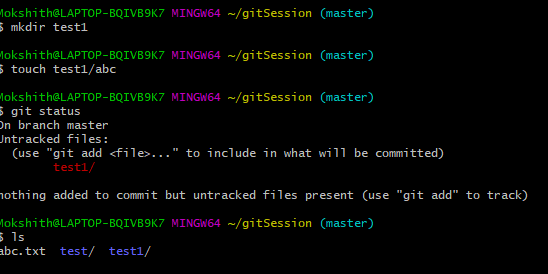 Mokshith@LAPTOP-BQIVB9K7 MINGW64 ~/gitSession (master)
$ mkdir test1
Mokshith@LAPTOP-BQIVB9K7 MINGW64 ~/gitSession (master)
$ touch test1/abc
Mokshith@LAPTOP-BQIVB9K7 MINGW64 ~/gitSession (master)
$ git status
On branch master
Untracked files:
(use "git add <file>..." to include in what will be committed)
test1/
nothing added to commit but untracked files present (use "git add" to track)
Mokshith@LAPTOP-BQIVB9K7 MINGW64 ~/gitSession (master)
$ ls
abc.txt test/ test1/